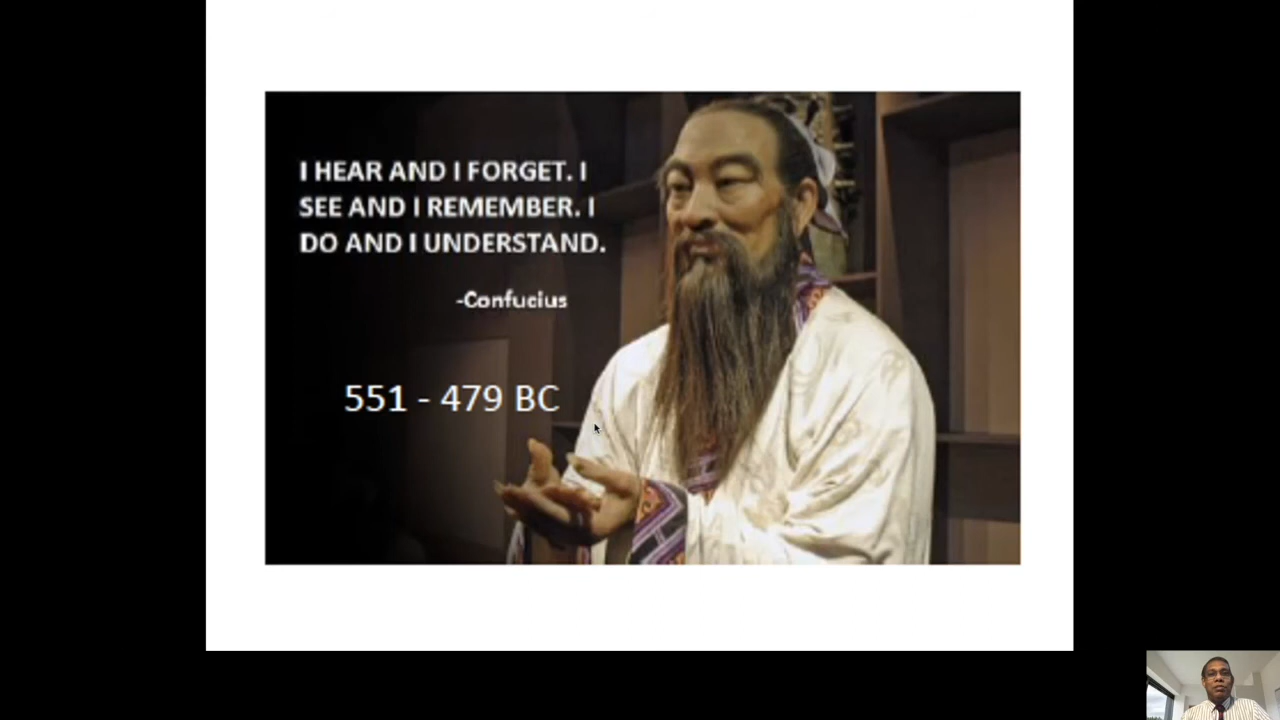 I HEAR AND I FORGET. I
SEE AND I REMEMBER. I
DO AND I UNDERSTAND.
-Confucius
551 - 479 BC